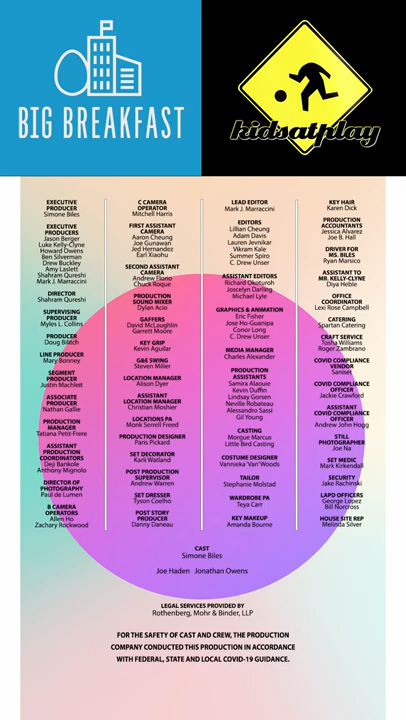 BIG BREAKFAST
kidsatplay
EXECUTIVE
PRODUCER
Simone Biles
EXECUTIVE
PRODUCERS
Jason Berger
Luke Kelly-Clyne
Howard Owens
Ben Silverman
Drew Buckley
Amy Laslett
Shahram Qureshi
Mark J. Marraccini
DIRECTOR
Shahram Qureshi
SUPERVISING
PRODUCER
Myles L. Collins
PRODUCER
Doug Blitch
LINE PRODUCER
Mary Bonney
SEGMENT
PRODUCER
Justin Machlett
ASSOCIATE
PRODUCER
Nathan Gallie
PRODUCTION
MANAGER
Tatiana Petit-Frere
ASSISTANT
PRODUCTION
COORDINATORS
Deji Bankole
Anthony Mignolo
DIRECTOR OF
PHOTOGRAPHY
Paul de Lumen
B CAMERA
OPERATORS
Allen Ho
Zachary Rockwood
C CAMERA
OPERATOR
Mitchell Harris
FIRST ASSISTANT
CAMERA
Aaron Cheung
Joe Gunawan
Jed Hernandez
Earl Xiaohu
SECOND ASSISTANT
CAMERA
Andrew Florio
Chuck Roque
PRODUCTION
SOUND MIXER
Dylan Acio
GAFFERS
David McLaughlin
Garrett Moore
KEY GRIP
Kevin Aguilar
G&E SWING
Steven Miller
LOCATION MANAGER
Alison Dyer
ASSISTANT
LOCATION MANAGER
Christian Moshier
LOCATIONS PA
Monk Serrell Freed
PRODUCTION DESIGNER
Paris Pickard
SET DECORATOR
Karli Watland
POST PRODUCTION
SUPERVISOR
Andrew Warren
SET DRESSER
Tyson Coelho
POST STORY
PRODUCER
Danny Daneau
LEAD EDITOR
Mark J. Marraccini
EDITORS
Lillian Cheung
Adam Davis
Lauren Jevnikar
Vikram Kale
Summer Spiro
C. Drew Unser
ASSISTANT EDITORS
Richard Okuturoh
Joscelyn Darling
Michael Lyle
GRAPHICS & ANIMATION
Eric Fisher
Jose Ho-Guanipa
Conor Long
C. Drew Unser
MEDIA MANAGER
Charles Alexander
PRODUCTION
ASSISTANTS
Samira Alaouie
Kevin Duffin
Lindsay Gorsen
Neville Robateau
Alessandro Sassi
Gil Young
CASTING
Morgue Marcus
Little Bird Casting
COSTUME DESIGNER
Vannieka 'Van' Woods
TAILOR
Stephanie Molstad
WARDROBE PA
Teya Carr
KEY MAKEUP
Amanda Bourne
KEY HAIR
Karen Dick
PRODUCTION
ACCOUNTANTS
Jessica Alvarez
Joe B. Hall
DRIVER FOR
MS. BILES
Ryan Marisco
ASSISTANT TO
MR. KELLY-CLYNE
Diya Heble
OFFICE
COORDINATOR
Lexi Rose Campbell
CATERING
Spartan Catering
CRAFT SERVICE
Tosha Williams
Roger Zambrano
COVID COMPLIANCE
VENDOR
Saniset
COVID COMPLIANCE
OFFICER
Jackie Crawford
ASSISTANT
COVID COMPLIANCE
OFFICER
Andrew John Hogg
STILL
PHOTOGRAPHER
Joe Na
SET MEDIC
Mark Kirkendall
SECURITY
Jake Rachinski
LAPD OFFICERS
George Lopez
Bill Norcross
HOUSE SITE REP
Melinda Silver
CAST
Simone Biles
Joe Haden Jonathan Owens
LEGAL SERVICES PROVIDED BY
Rothenberg, Mohr & Binder, LLP
FOR THE SAFETY OF CAST AND CREW, THE PRODUCTION
COMPANY CONDUCTED THIS PRODUCTION IN ACCORDANCE
WITH FEDERAL, STATE AND LOCAL COVID-19 GUIDANCE.